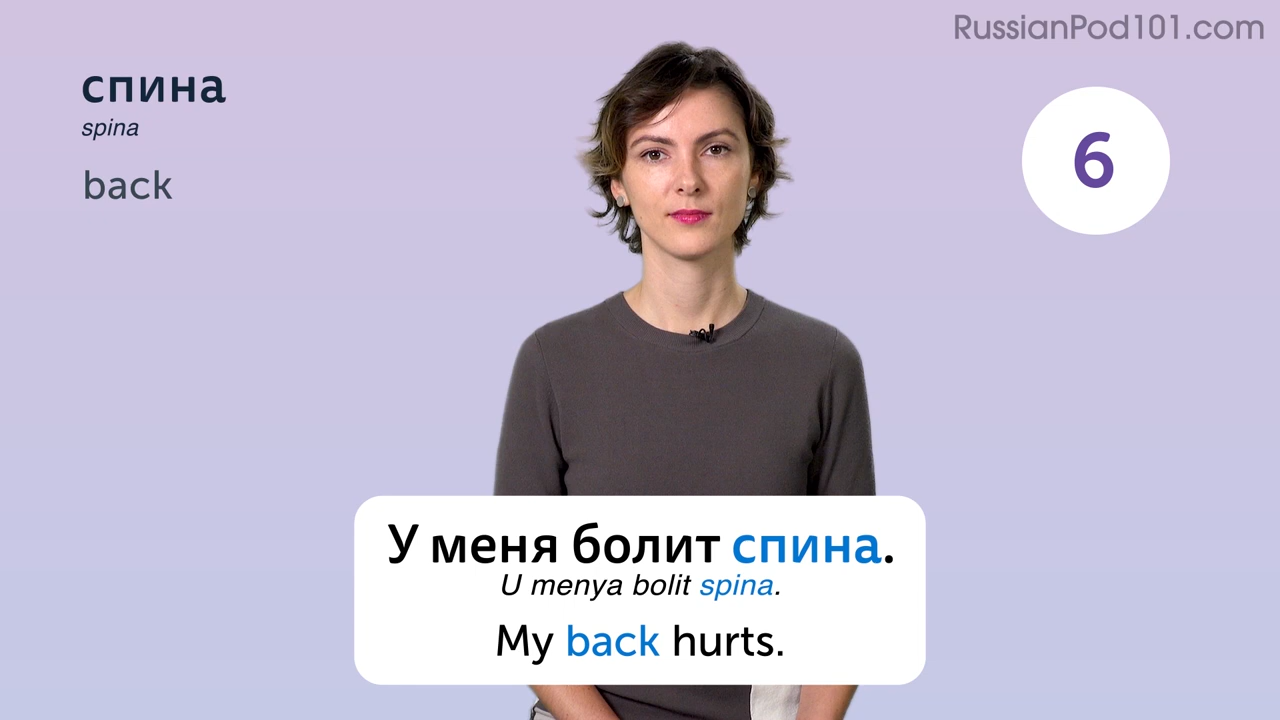 RussianPod101.com
спина
spina
back
6
У меня болит спина.
U menya bolit spina.
My back hurts.